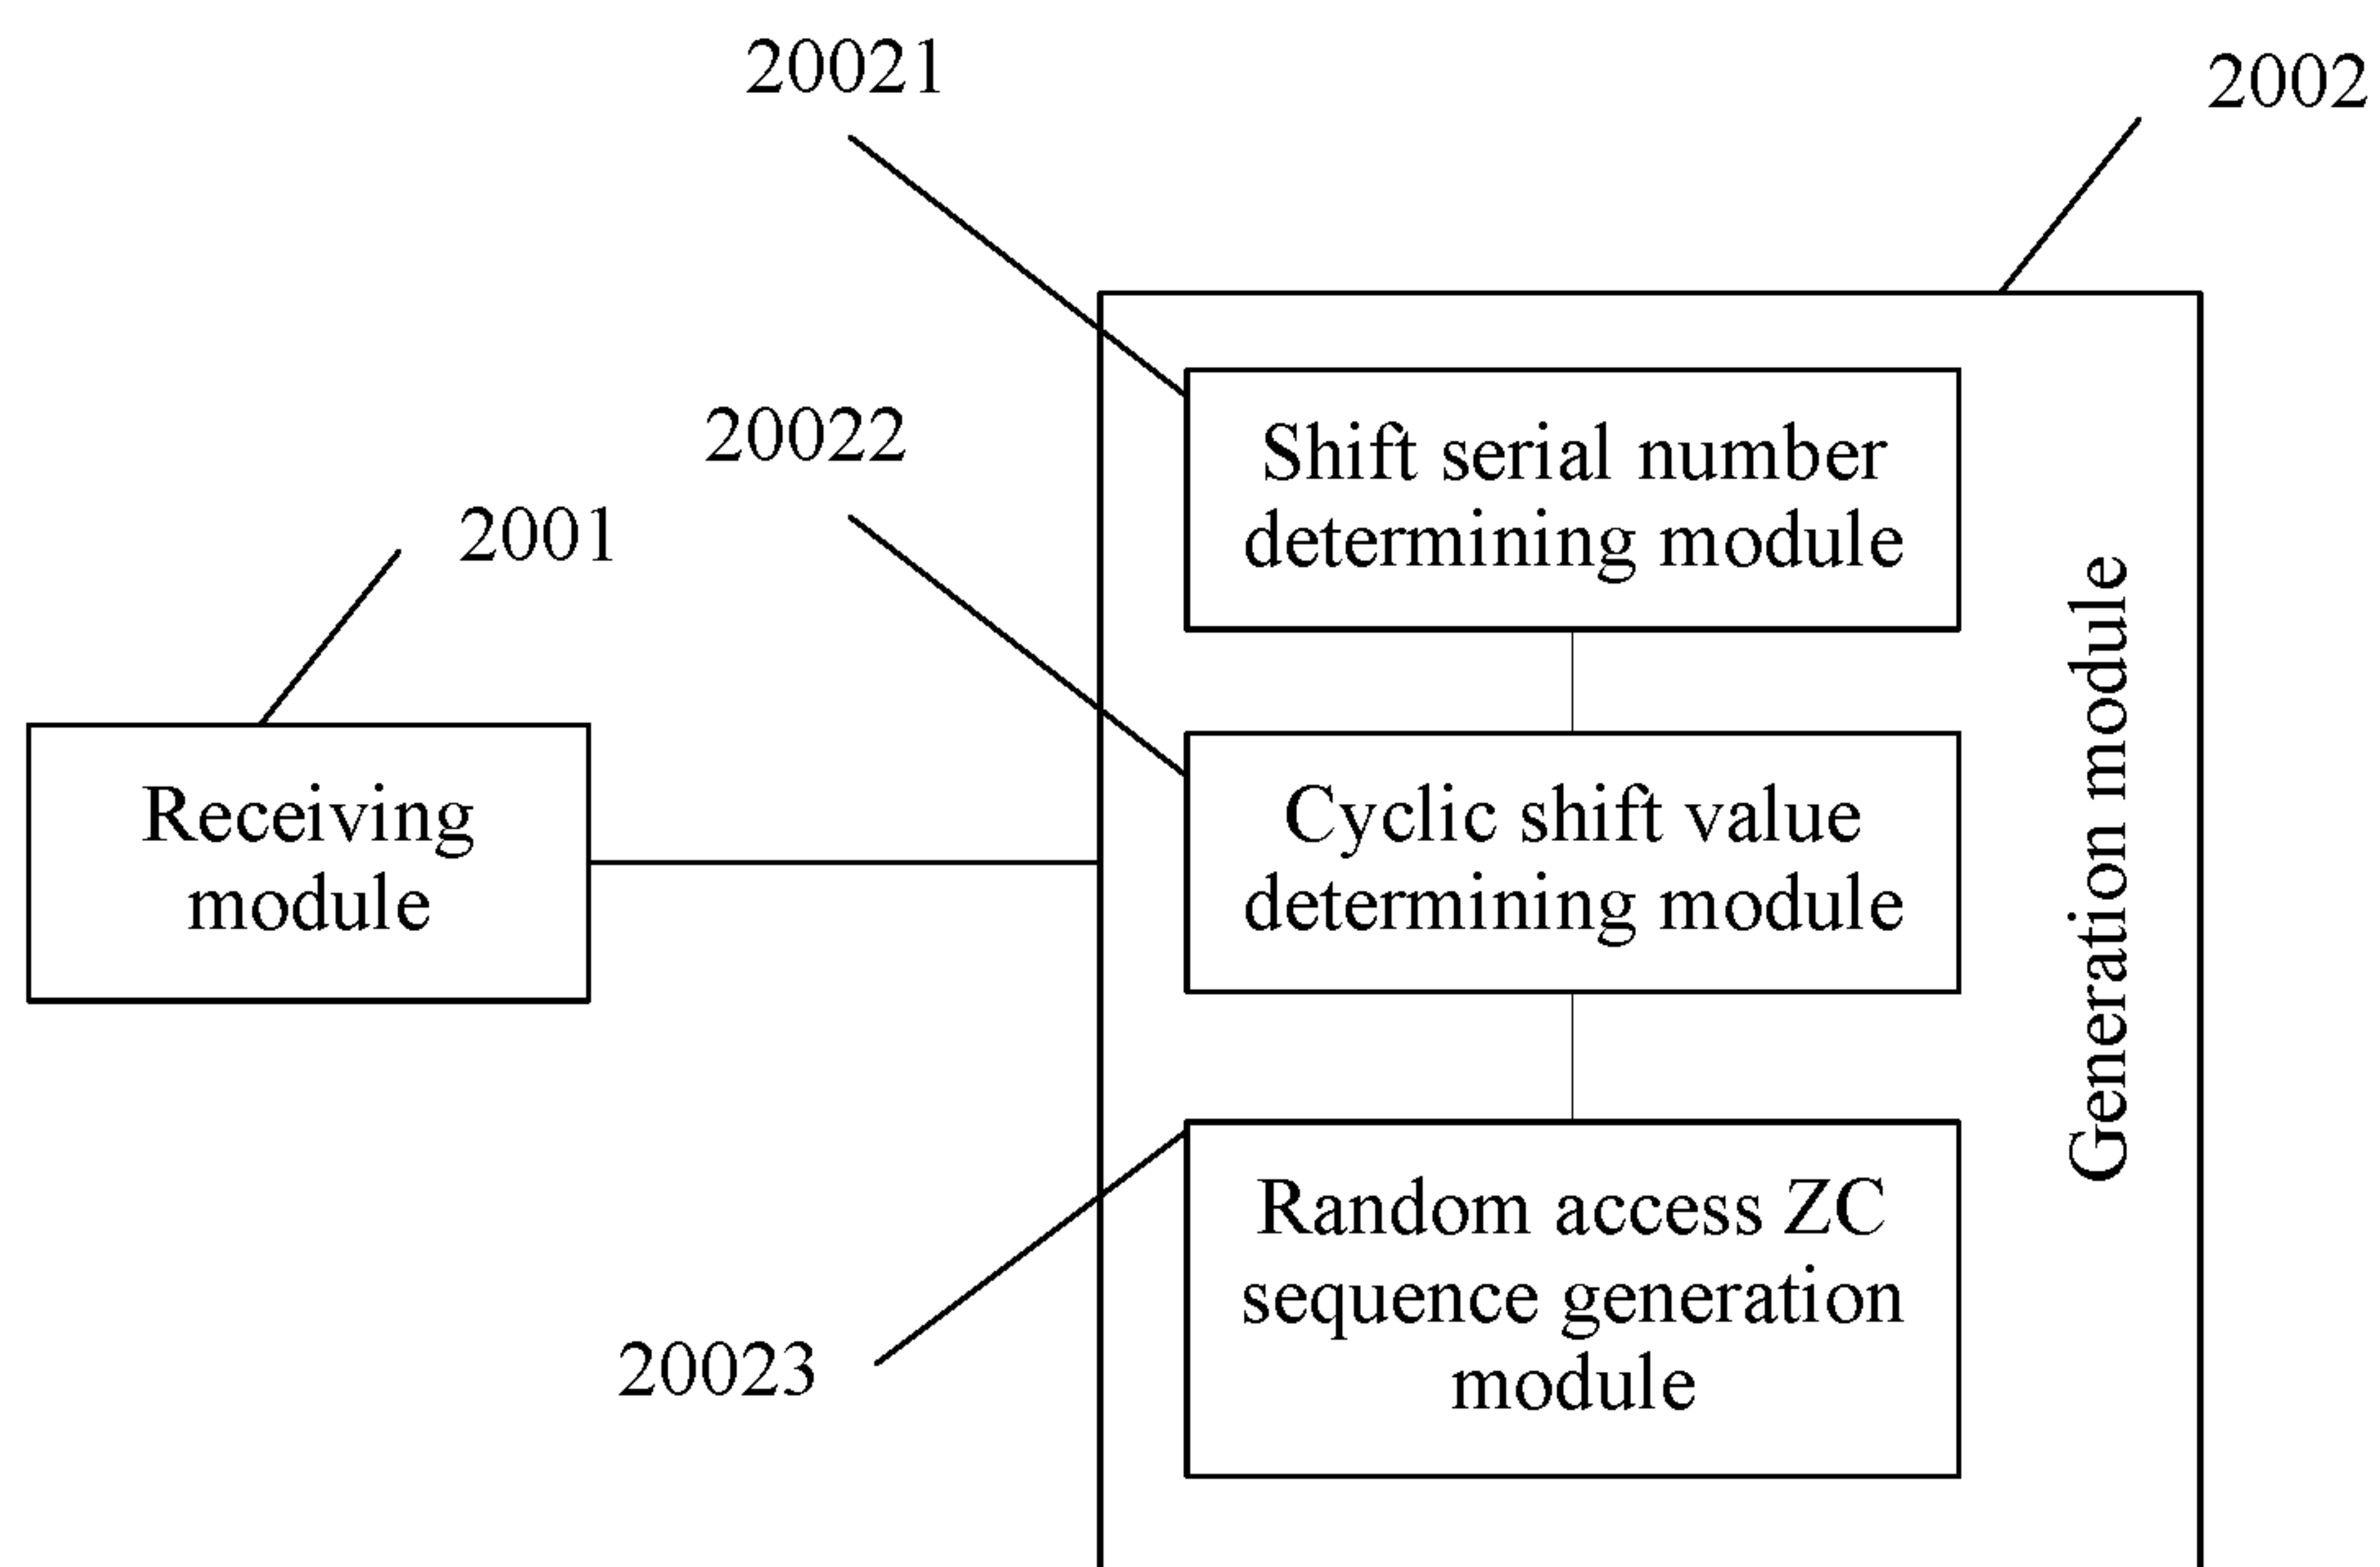 20021
2002
20022
2001
Shift serial number
determining module
Receiving
module
Cyclic shift value
determining module
Generation module
Random access ZC
sequence generation
module
20023